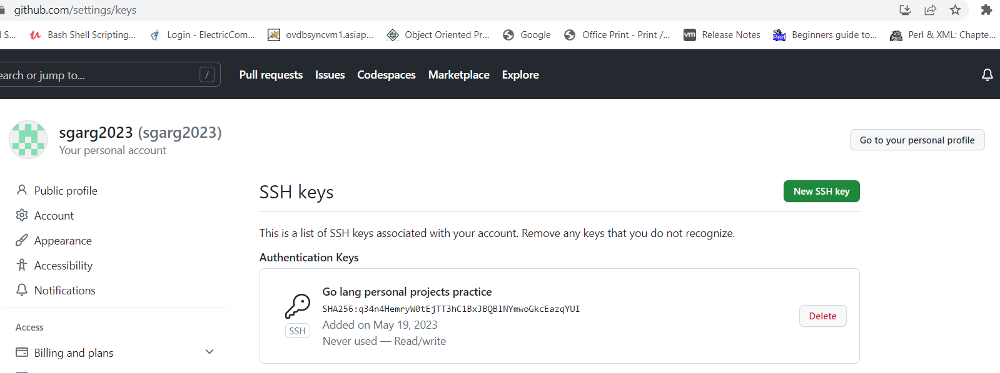 github.com/settings/keys
l S... Bash Shell Scripting... Login - ElectricCom... ovdbsyncvm1.asiap... Object Oriented Pr... Google Office Print - Print /... vm Release Notes Perl Beginners guide to... Perl & XML: Chapte...
earch or jump to... / Pull requests Issues Codespaces Marketplace Explore
sgarg2023 (sgarg2023)
Your personal account
Go to your personal profile
Public profile
Account
Appearance
Accessibility
Notifications
Access
Billing and plans
SSH keys
New SSH key
This is a list of SSH keys associated with your account. Remove any keys that you do not recognize.
Authentication Keys
Go lang personal projects practice
SHA256:q34n4HemryW0tEjTT3hC1BxJBQBlNYmwoGkcEazqYUI
SSH
Added on May 19, 2023
Never used — Read/write
Delete